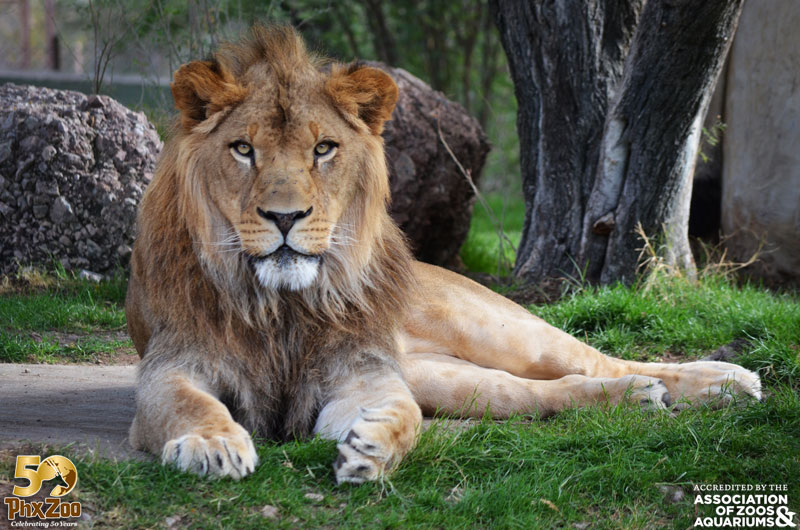 50
PhxZoo
Celebrating 50 Years
ACCREDITED BY THE
ASSOCIATION
OF ZOOS
AQUARIUMS &